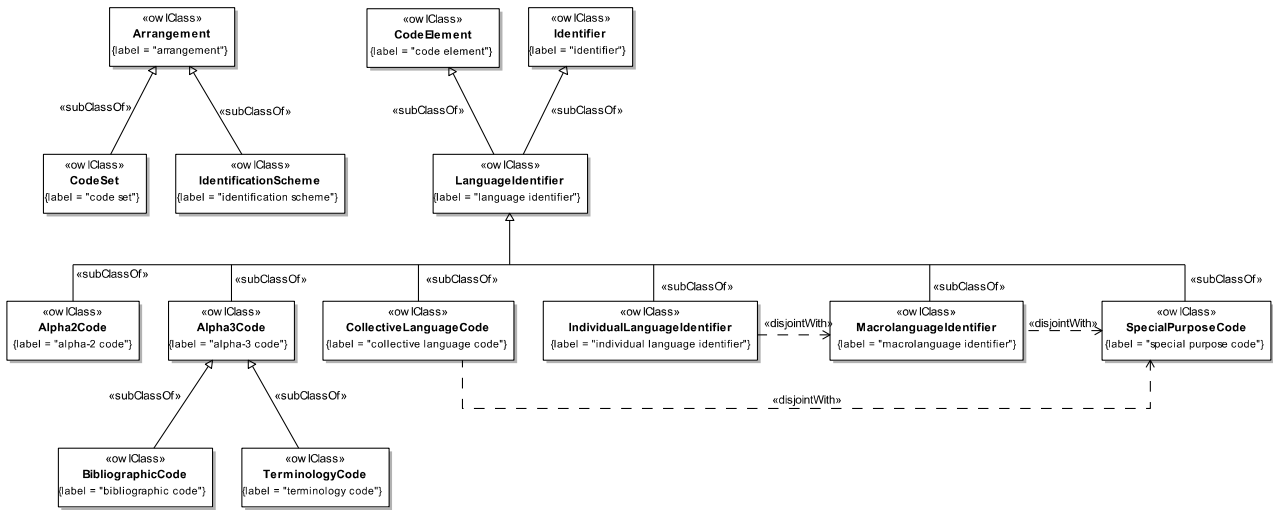 «owlClass»
Arrangement
{label = "arrangement"}
«owlClass»
CodeElement
{label = "code element"}
«owlClass»
Identifier
{label = "identifier"}
«subClassOf»
«subClassOf»
«subClassOf»
«subClassOf»
«owlClass»
CodeSet
{label = "code set"}
«owlClass»
IdentificationScheme
{label = "identification scheme"}
«owlClass»
LanguageIdentifier
{label = "language identifier"}
«subClassOf»
«subClassOf»
«subClassOf»
«subClassOf»
«subClassOf»
«subClassOf»
«owlClass»
Alpha2Code
{label = "alpha-2 code"}
«owlClass»
Alpha3Code
{label = "alpha-3 code"}
«owlClass»
CollectiveLanguageCode
{label = "collective language code"}
«owlClass»
IndividualLanguageIdentifier
{label = "individual language identifier"}
«disjointWith»
«owlClass»
MacrolanguageIdentifier
{label = "macrolanguage identifier"}
«disjointWith»
«owlClass»
SpecialPurposeCode
{label = "special purpose code"}
«subClassOf»
«subClassOf»
«disjointWith»
«owlClass»
BibliographicCode
{label = "bibliographic code"}
«owlClass»
TerminologyCode
{label = "terminology code"}